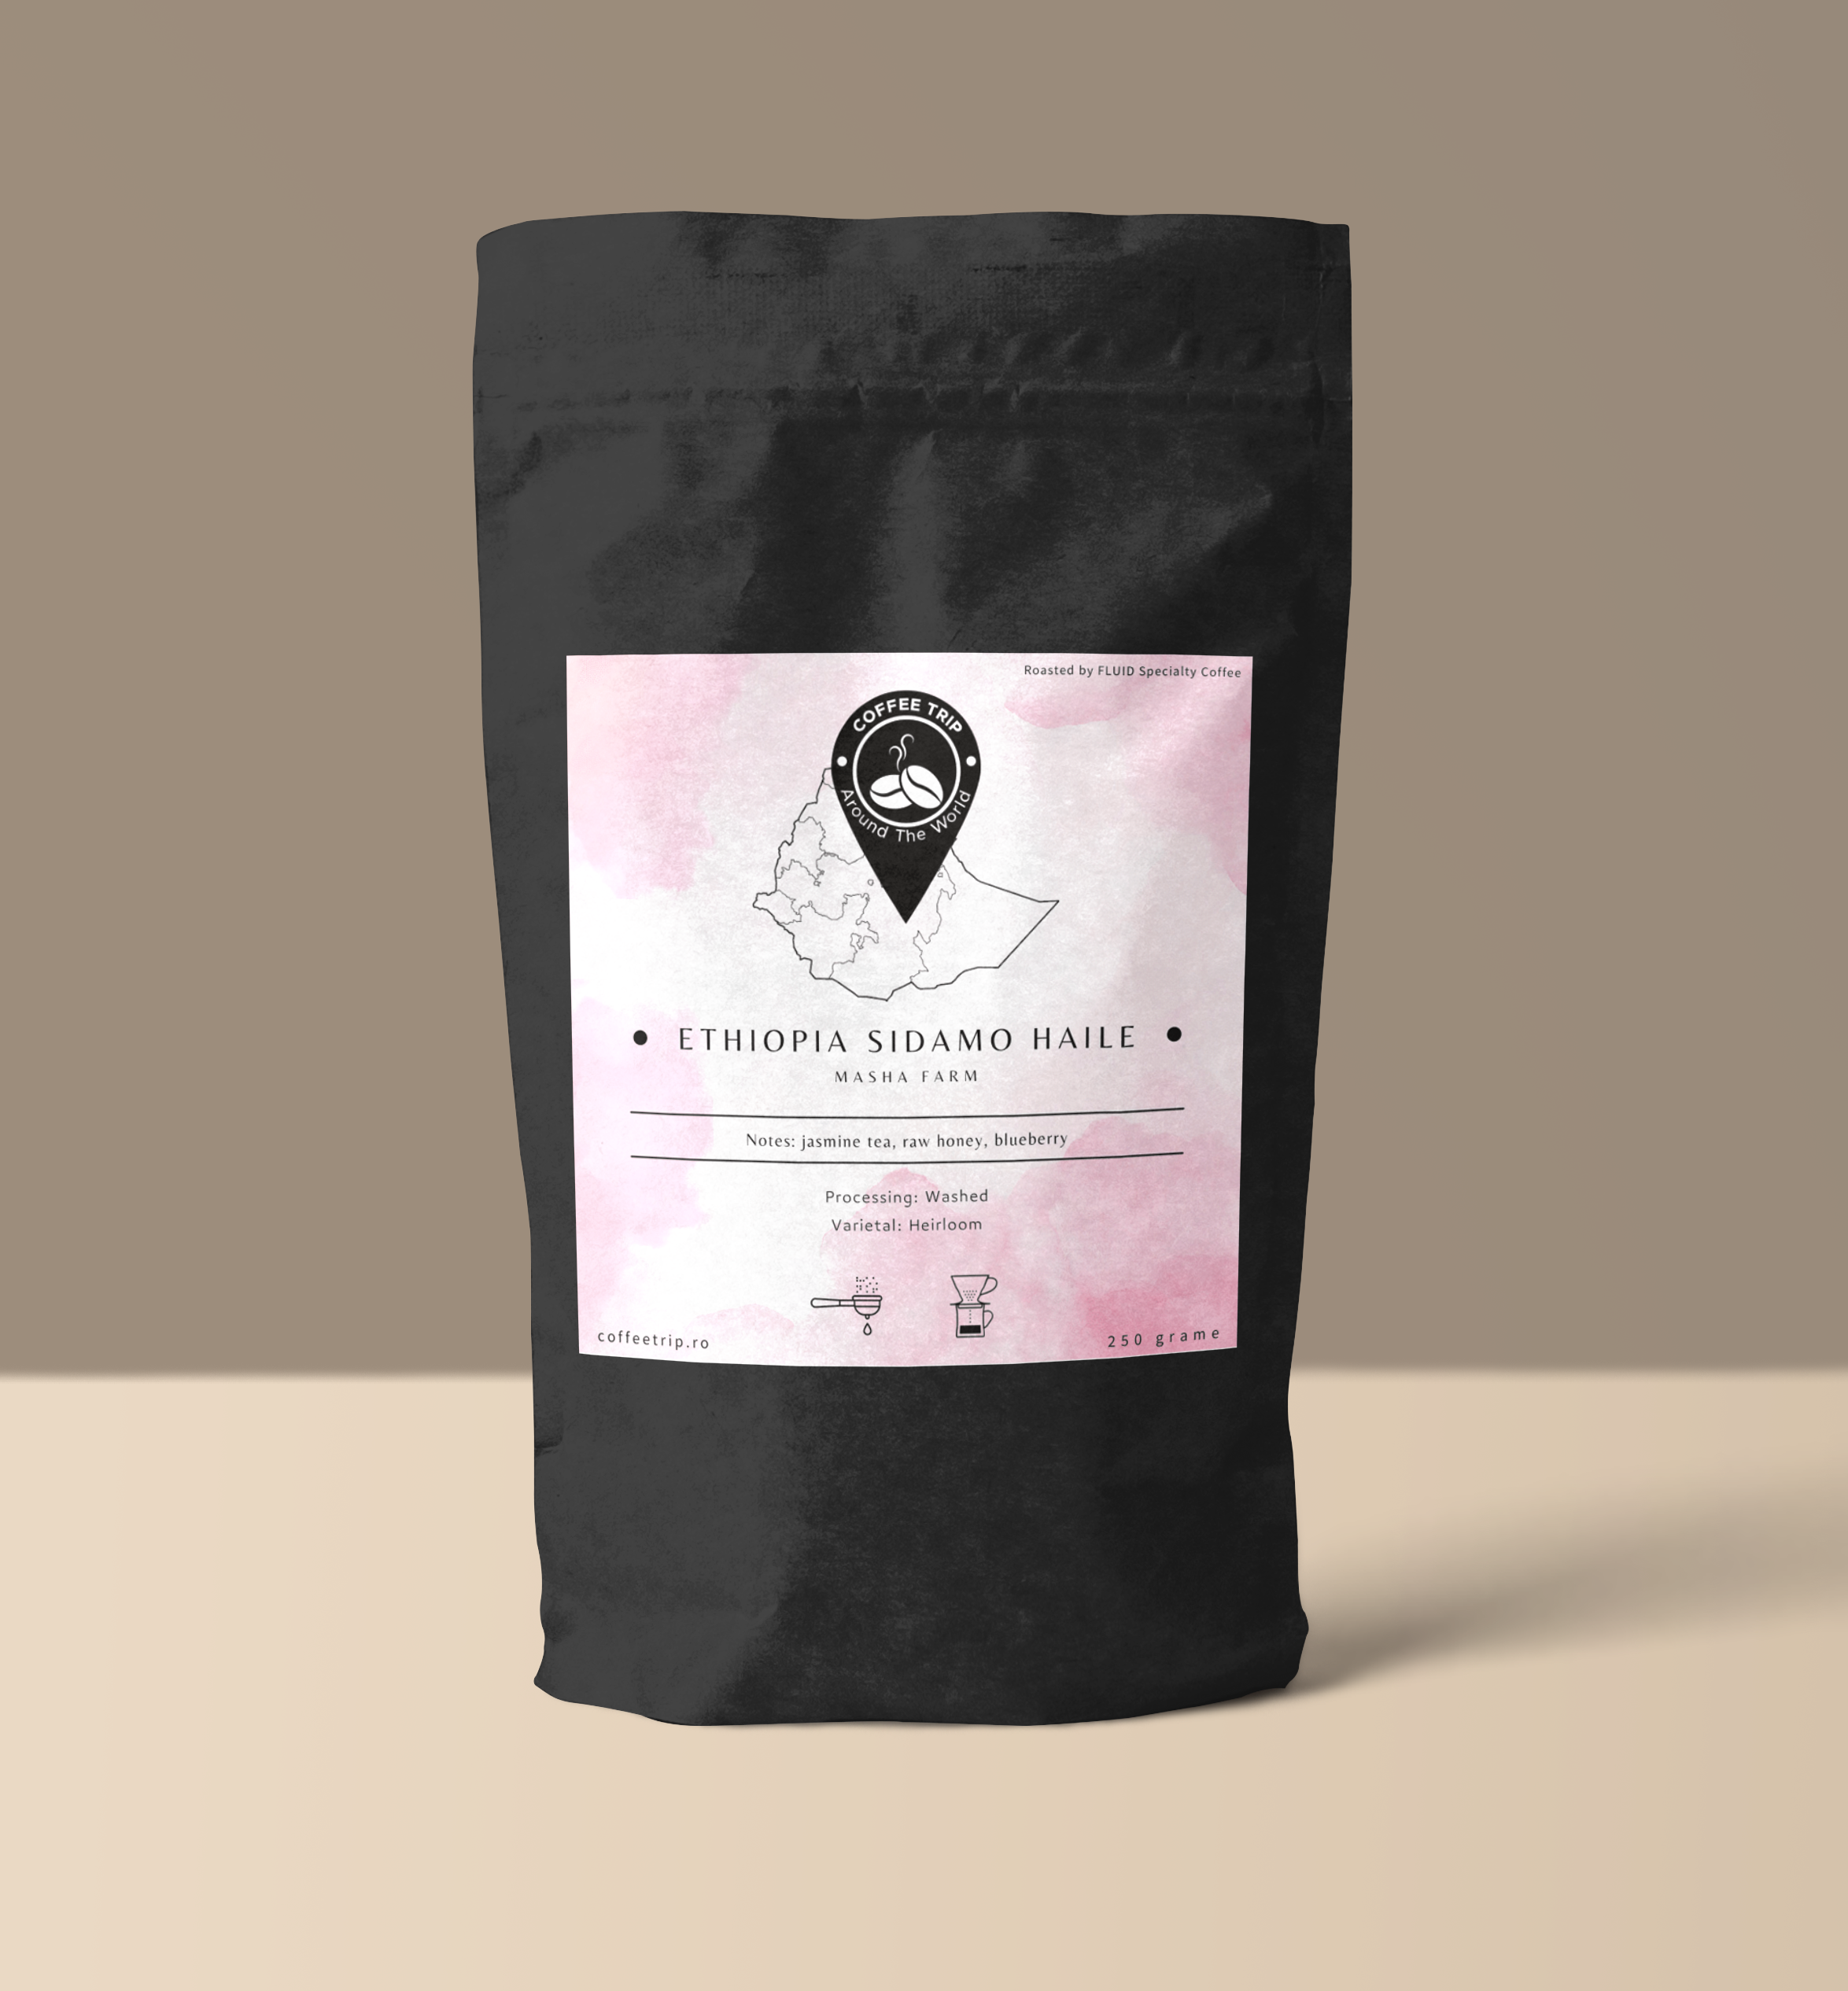 Roasted by FLUID Specialty Coffee
COFFEE TRIP
Around The World
ETHIOPIA SIDAMO HAILE
MASHA FARM
Notes: jasmine tea, raw honey, blueberry
Processing: Washed
Varietal: Heirloom
coffeetrip.ro
250 grame